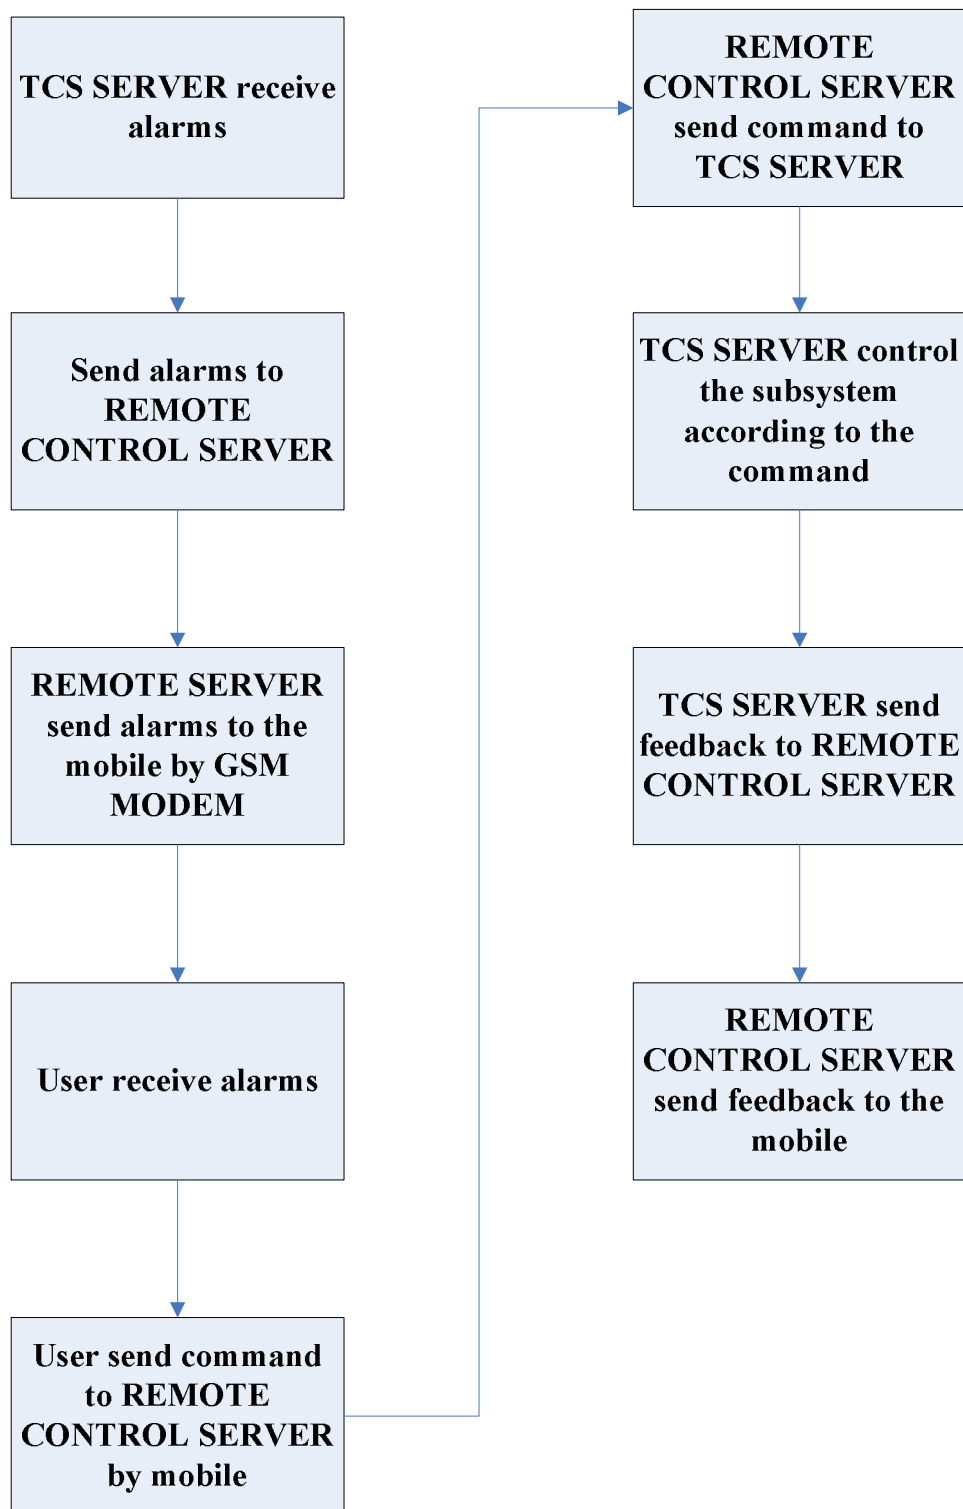 TCS SERVER receive
alarms
Send alarms to
REMOTE
CONTROL SERVER
REMOTE SERVER
send alarms to the
mobile by GSM
MODEM
User receive alarms
User send command
to REMOTE
CONTROL SERVER
by mobile
REMOTE
CONTROL SERVER
send command to
TCS SERVER
TCS SERVER control
the subsystem
according to the
command
TCS SERVER send
feedback to REMOTE
CONTROL SERVER
REMOTE
CONTROL SERVER
send feedback to the
mobile